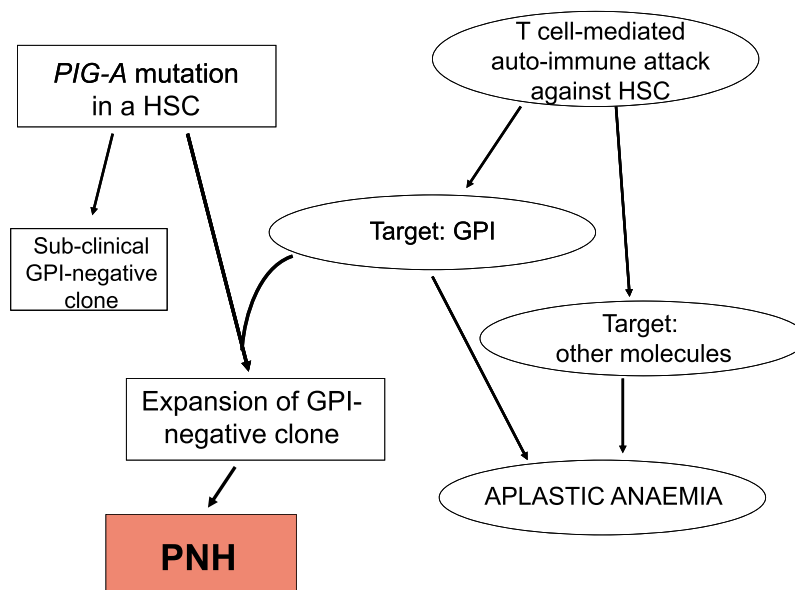 PIG-A mutation
in a HSC
T cell-mediated
auto-immune attack
against HSC
Sub-clinical
GPI-negative
clone
Target: GPI
Target:
other molecules
Expansion of GPI-
negative clone
APLASTIC ANAEMIA
PNH